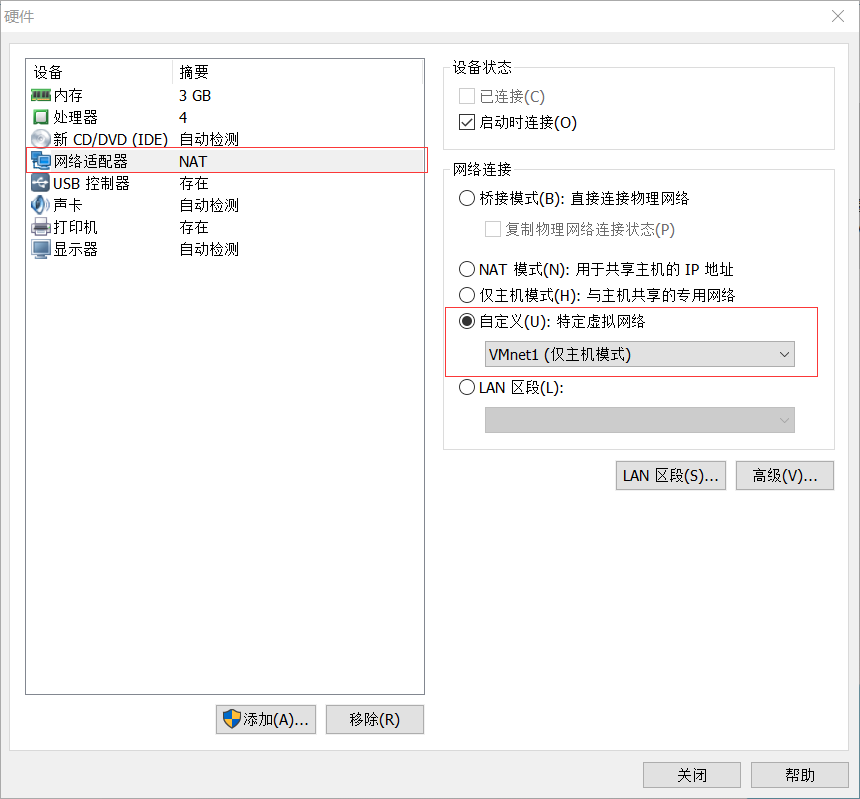 硬件
设备 摘要
内存 3 GB
处理器 4
新 CD/DVD (IDE) 自动检测
网络适配器 NAT
USB 控制器 存在
声卡 自动检测
打印机 存在
显示器 自动检测
添加(A)... 移除(R)
设备状态
已连接(C)
启动时连接(O)
网络连接
桥接模式(B): 直接连接物理网络
复制物理网络连接状态(P)
NAT 模式(N): 用于共享主机的 IP 地址
仅主机模式(H): 与主机共享的专用网络
自定义(U): 特定虚拟网络
VMnet1 (仅主机模式)
LAN 区段(L):
LAN 区段(S)... 高级(V)...
关闭 帮助